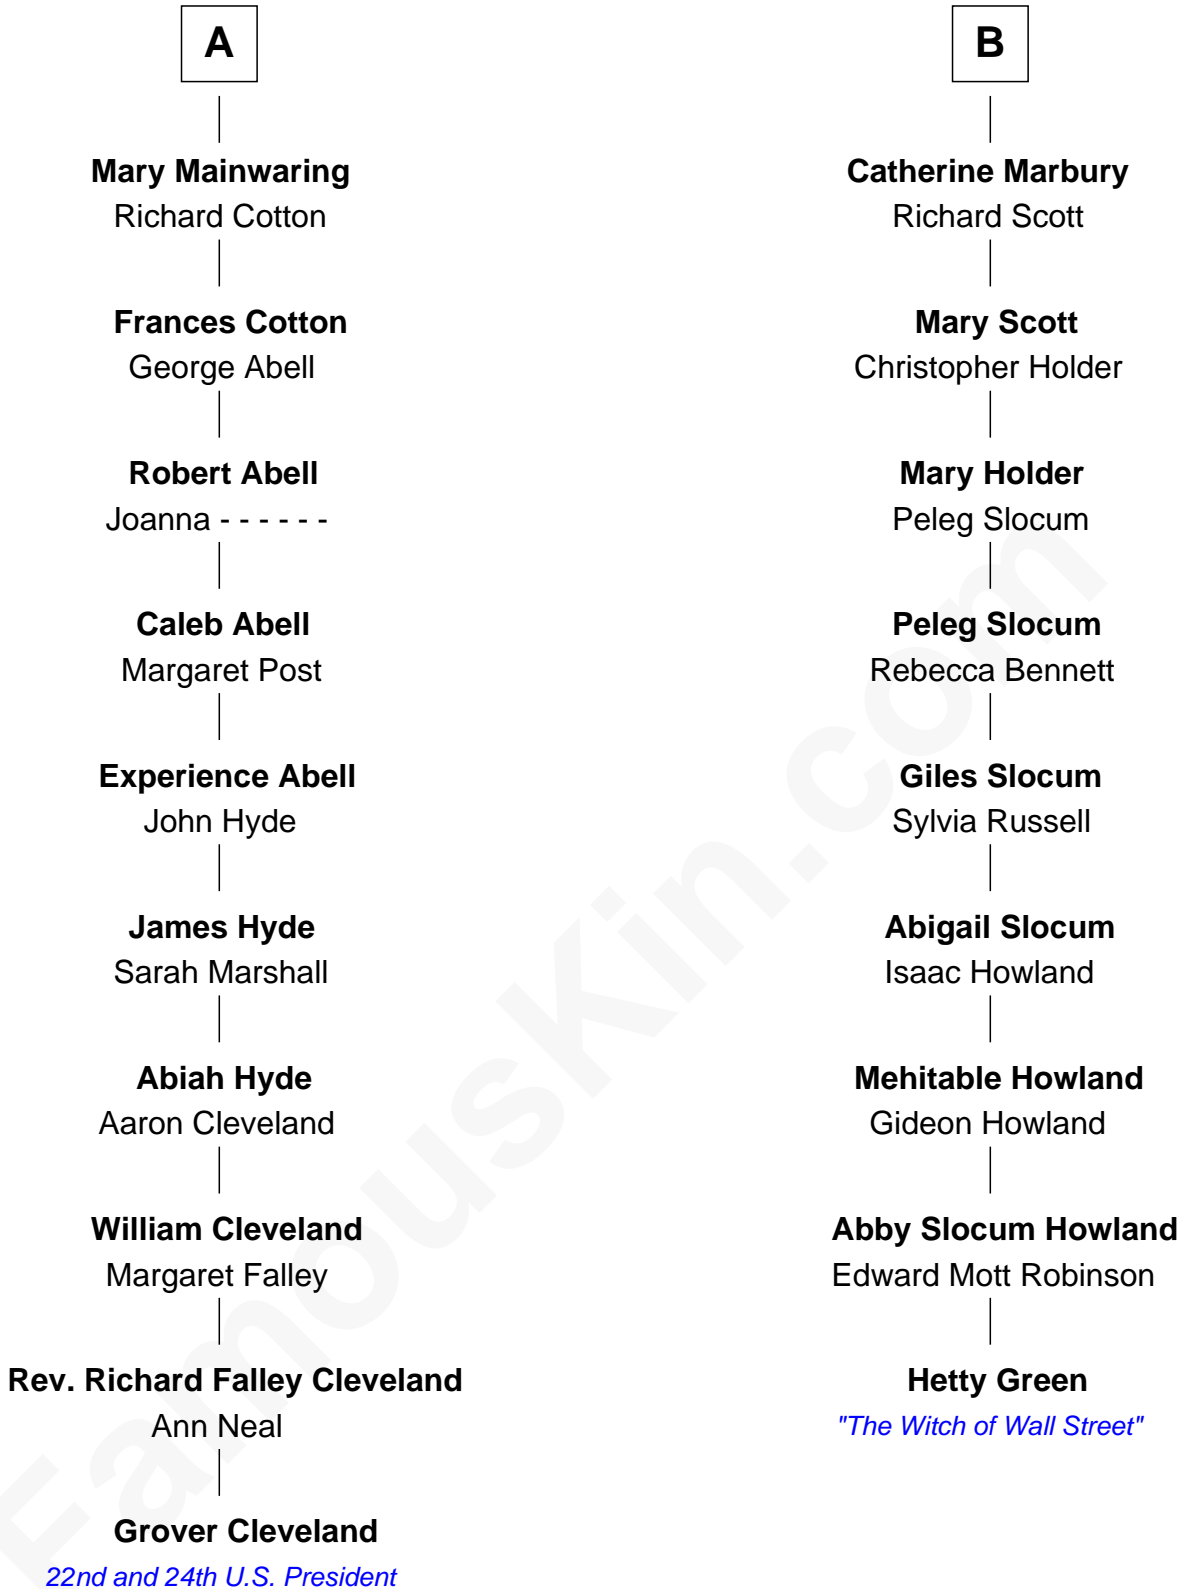 A
Mary Mainwaring
Richard Cotton
Frances Cotton
George Abell
Robert Abell
Joanna - - - - - -
Caleb Abell
Margaret Post
Experience Abell
John Hyde
James Hyde
Sarah Marshall
Abiah Hyde
Aaron Cleveland
William Cleveland
Margaret Falley
Rev. Richard Falley Cleveland
Ann Neal
Grover Cleveland
22nd and 24th U.S. President
B
Catherine Marbury
Richard Scott
Mary Scott
Christopher Holder
Mary Holder
Peleg Slocum
Peleg Slocum
Rebecca Bennett
Giles Slocum
Sylvia Russell
Abigail Slocum
Isaac Howland
Mehitable Howland
Gideon Howland
Abby Slocum Howland
Edward Mott Robinson
Hetty Green
"The Witch of Wall Street"
FamousKin.com